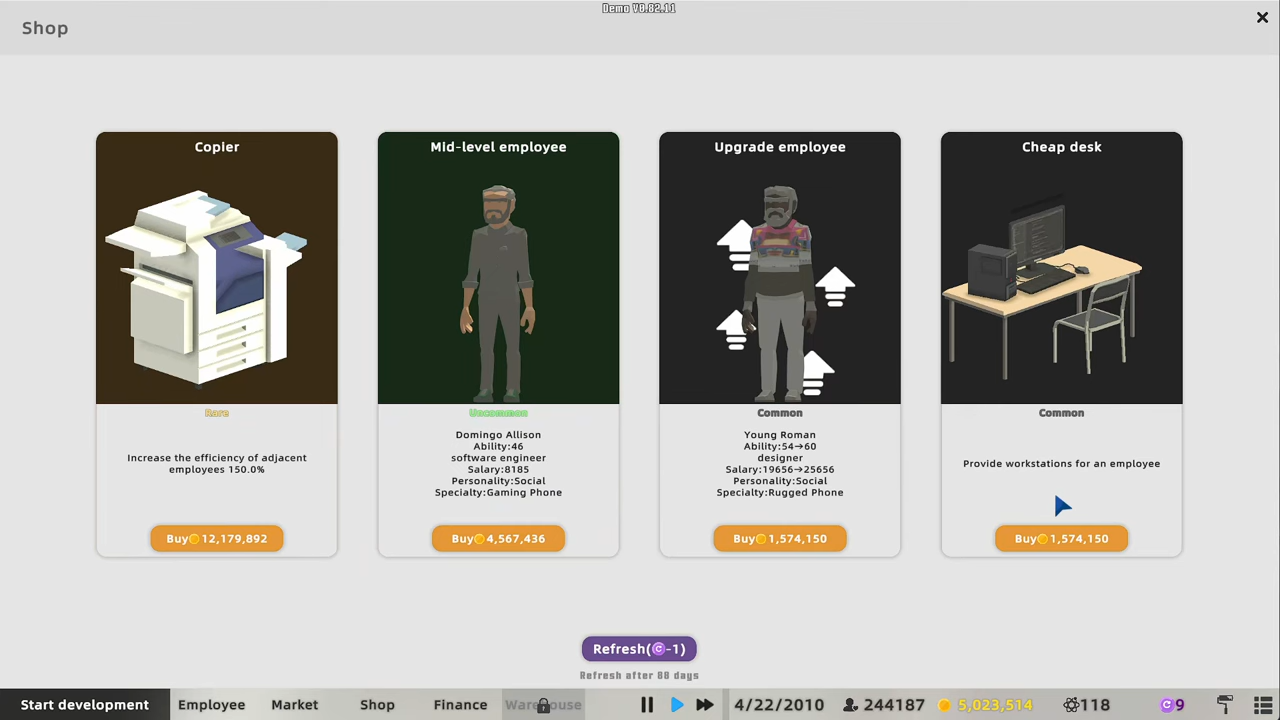 Demo V0.82.11
Shop
Copier
Rare
Increase the efficiency of adjacent
employees 150.0%
Buy 12,179,892
Mid-level employee
Uncommon
Domingo Allison
Ability:46
software engineer
Salary:8185
Personality:Social
Specialty:Gaming Phone
Buy 4,567,436
Upgrade employee
Common
Young Roman
Ability:54→60
designer
Salary:19656→25656
Personality:Social
Specialty:Rugged Phone
Buy 1,574,150
Cheap desk
Common
Provide workstations for an employee
Buy 1,574,150
Refresh(C-1)
Refresh after 88 days
Start development Employee Market Shop Finance Warehouse 4/22/2010 244187 5,023,514 118 C9